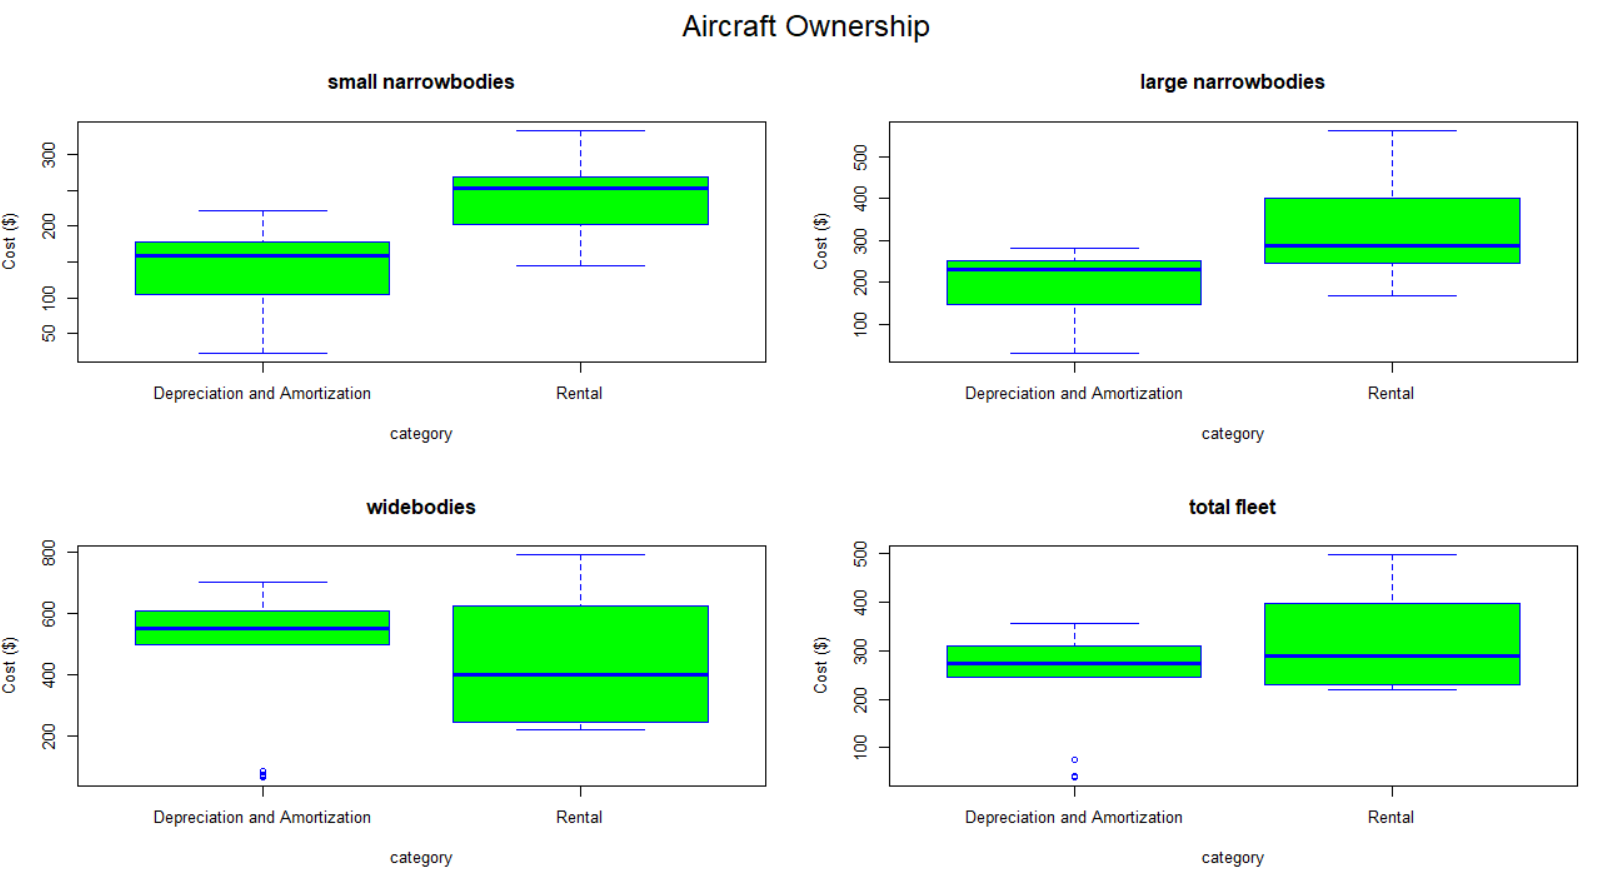 Aircraft Ownership
small narrowbodies
Cost ($)
300
200
100
50
Depreciation and Amortization Rental
category
large narrowbodies
Cost ($)
500
400
300
200
100
Depreciation and Amortization Rental
category
widebodies
Cost ($)
800
600
400
200
Depreciation and Amortization Rental
category
total fleet
Cost ($)
500
400
300
200
100
Depreciation and Amortization Rental
category